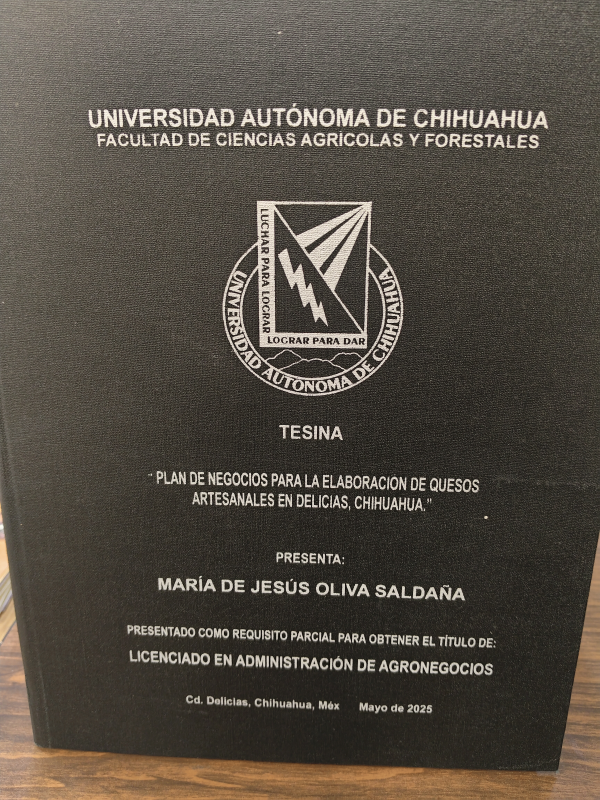 UNIVERSIDAD AUTÓNOMA DE CHIHUAHUA
FACULTAD DE CIENCIAS AGRÍCOLAS Y FORESTALES
LUCHAR PARA LOGRAR
LOGRAR PARA DAR
UNIVERSIDAD AUTÓNOMA DE CHIHUAHUA
TESINA
" PLAN DE NEGOCIOS PARA LA ELABORACIÓN DE QUESOS
ARTESANALES EN DELICIAS, CHIHUAHUA."
PRESENTA:
MARÍA DE JESÚS OLIVA SALDAÑA
PRESENTADO COMO REQUISITO PARCIAL PARA OBTENER EL TÍTULO DE:
LICENCIADO EN ADMINISTRACIÓN DE AGRONEGOCIOS
Cd. Delicias, Chihuahua, Méx Mayo de 2025